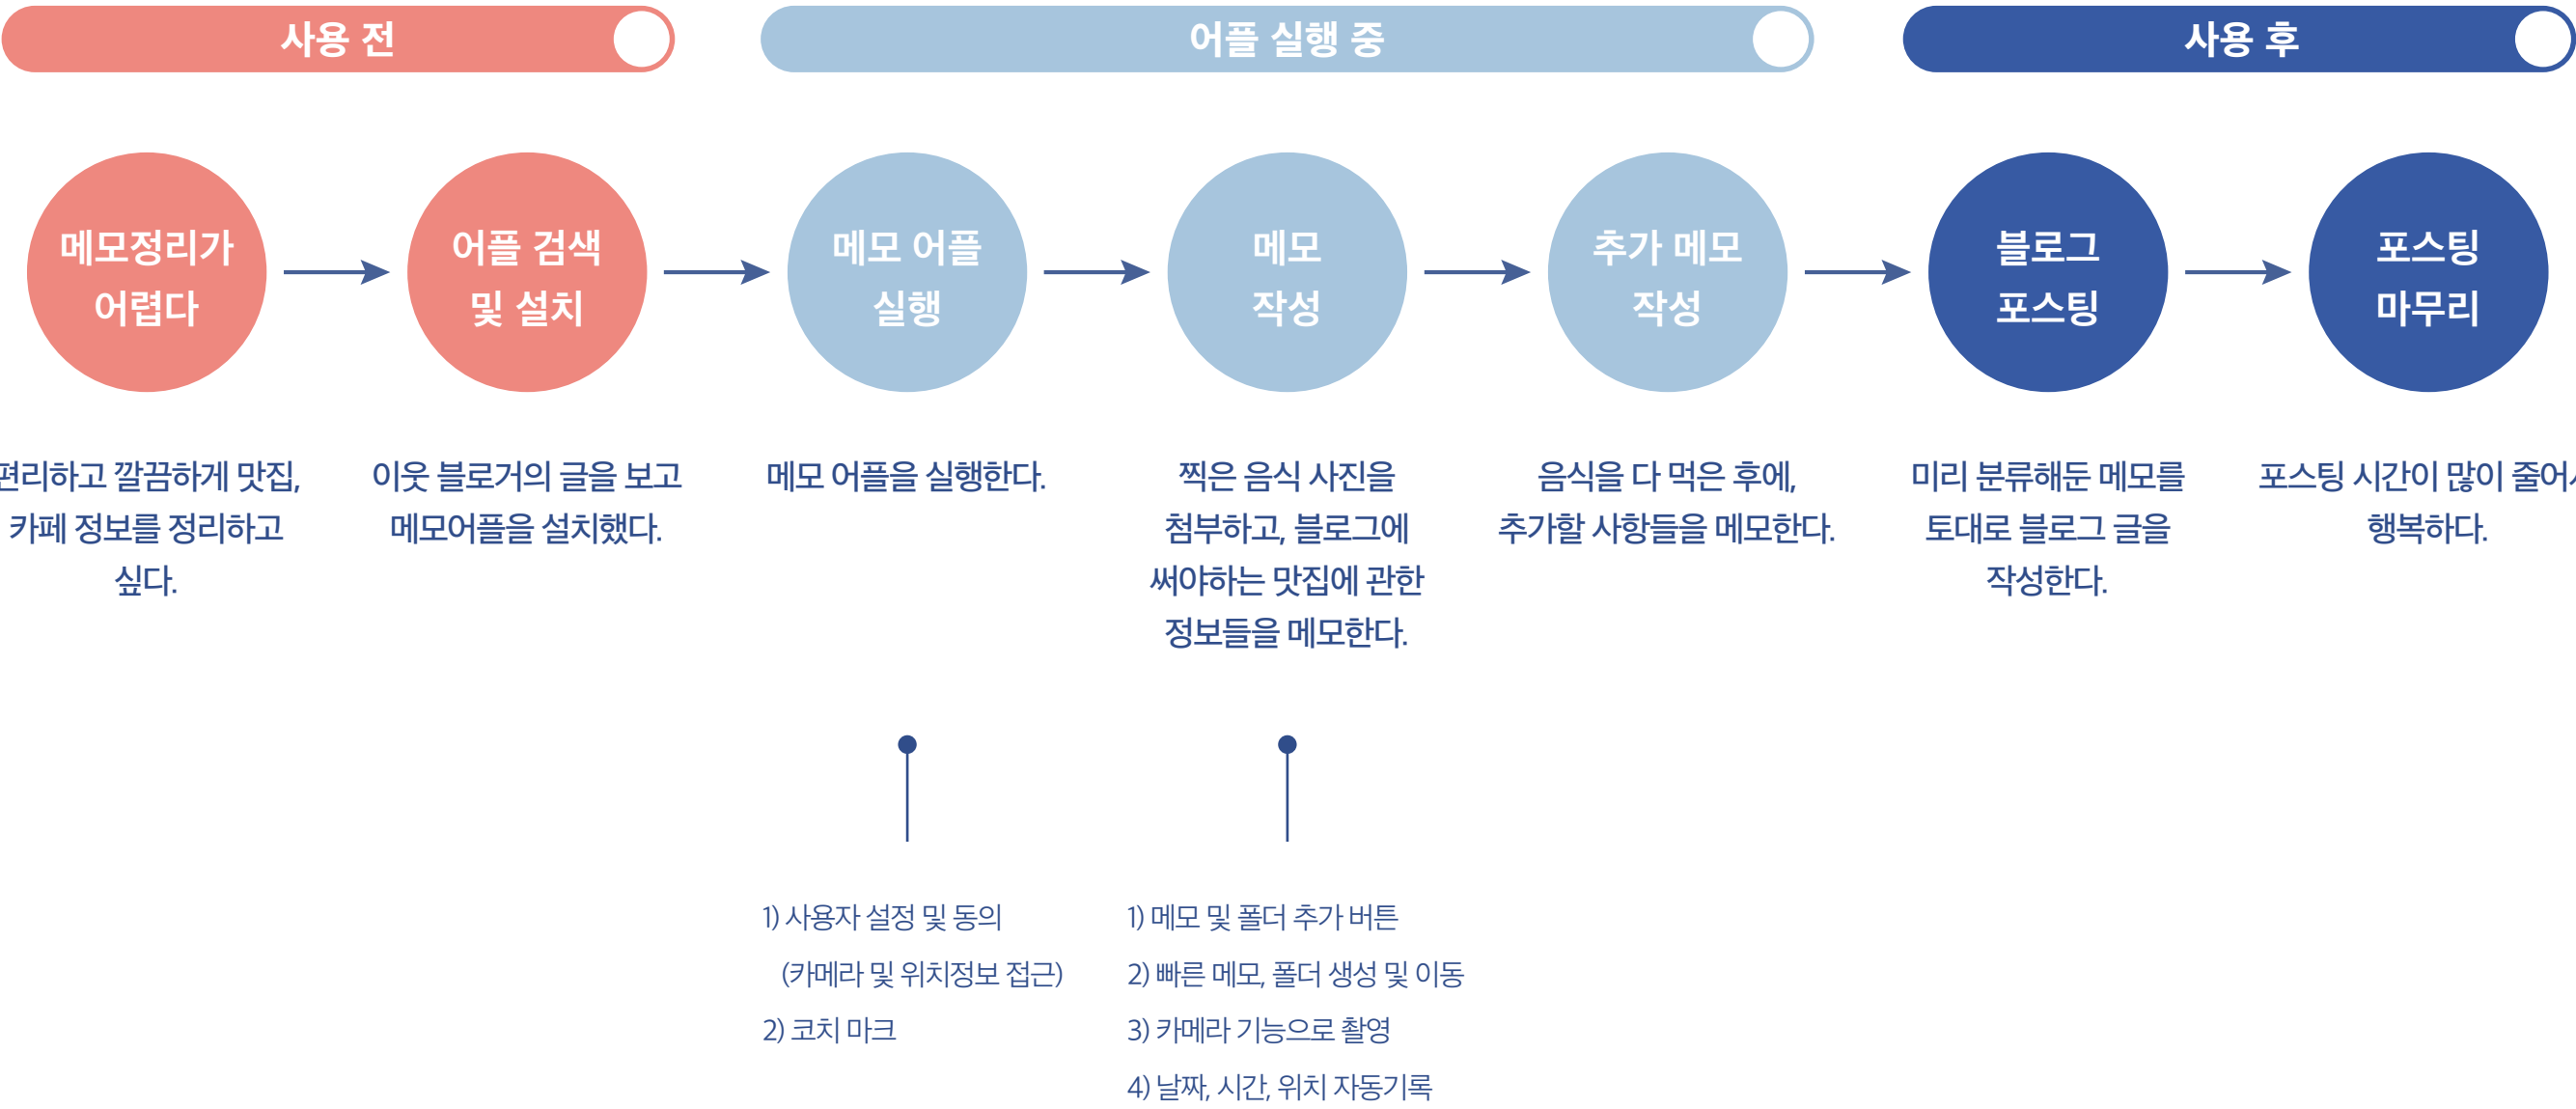 사용 전
어플 실행 중
사용 후
메모정리가
어렵다
어플 검색
및 설치
메모 어플
실행
메모
작성
추가 메모
작성
블로그
포스팅
포스팅
마무리
편리하고 깔끔하게 맛집,
카페 정보를 정리하고
싶다.
이웃 블로거의 글을 보고
메모어플을 설치했다.
메모 어플을 실행한다.
찍은 음식 사진을
첨부하고, 블로그에
써야하는 맛집에 관한
정보들을 메모한다.
음식을 다 먹은 후에,
추가할 사항들을 메모한다.
미리 분류해둔 메모를
토대로 블로그 글을
작성한다.
포스팅 시간이 많이
행복하다.
1) 사용자 설정 및 동의
(카메라 및 위치정보 접근)
2) 코치 마크
1) 메모 및 폴더 추가 버튼
2) 빠른 메모, 폴더 생성 및 이동
3) 카메라 기능으로 촬영
4) 날짜, 시간, 위치 자동기록